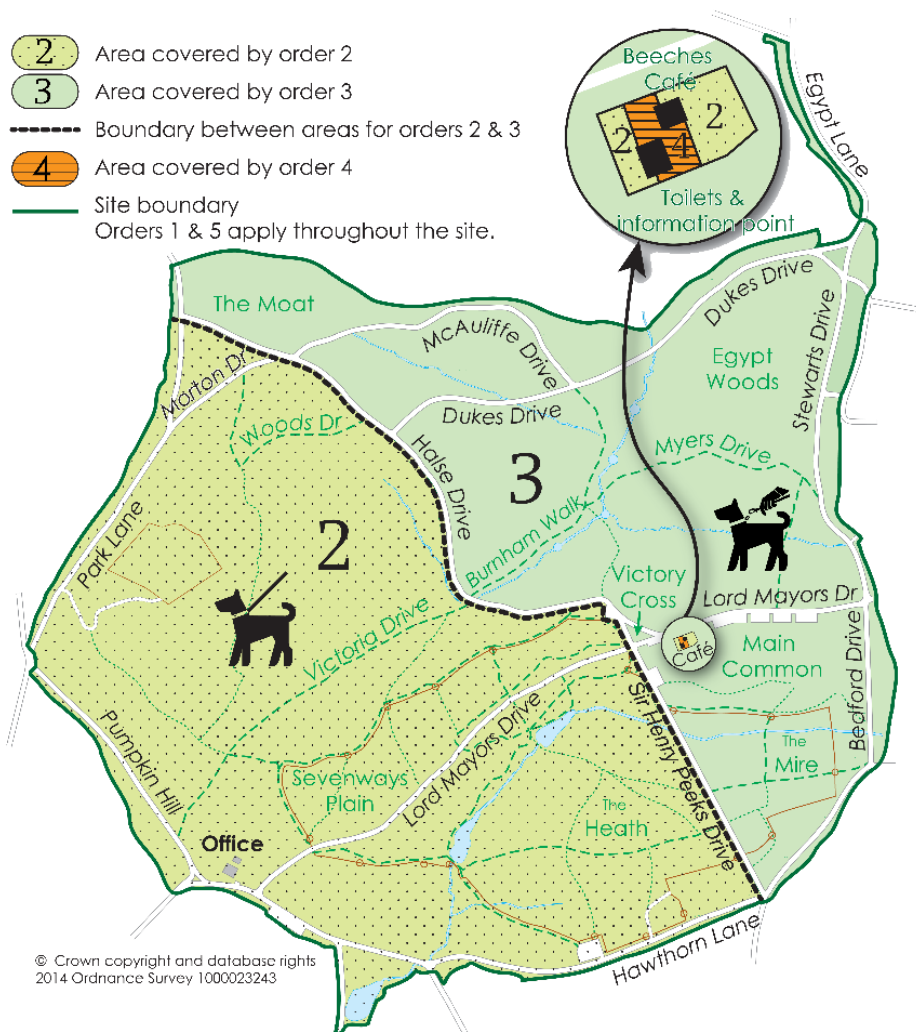 2 Area covered by order 2
3 Area covered by order 3
Boundary between areas for orders 2 & 3
4 Area covered by order 4
Site boundary
Orders 1 & 5 apply throughout the site.
Beeches
Café
2
4
2
Toilets &
information point
Egypt Lane
The Moat
McAuliffe Drive
Dukes Drive
Dukes Drive
Egypt
Woods
Stewarts Drive
Morton Dr
Woods Dr
Halse Drive
3
Myers Drive
Burnham Walk
2
Park Lane
Victoria Drive
Victory
Cross
Lord Mayors Dr
Café
Main
Common
Bedford Drive
Sir Henry Peeks Drive
The
Mire
Pumpkin Hill
Sevenways
Plain
Lord Mayors Drive
The
Heath
Office
Hawthorn Lane
© Crown copyright and database rights
2014 Ordnance Survey 1000023243